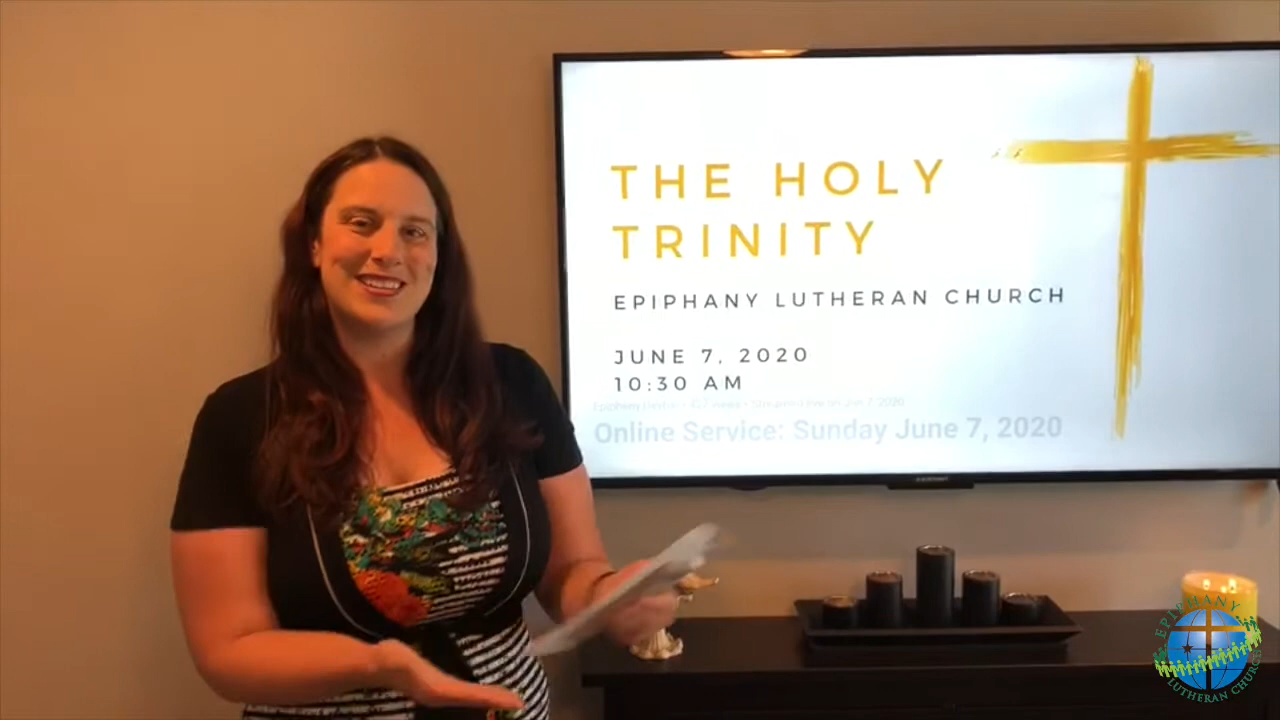 THE HOLY
TRINITY
EPIPHANY LUTHERAN CHURCH
JUNE 7, 2020
10:30 AM
Online Service: Sunday June 7, 2020
EPIPHANY
LUTHERAN CHURCH